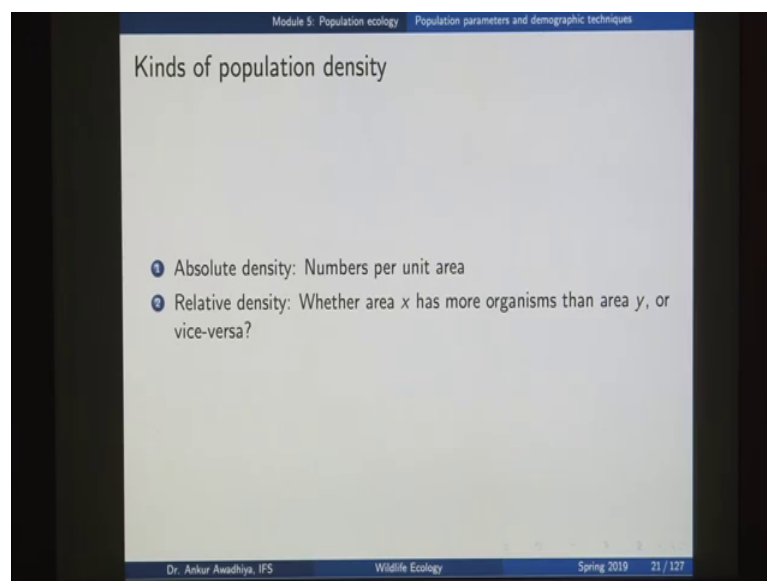 Module 5: Population ecology Population parameters and demographic techniques
Kinds of population density
1 Absolute density: Numbers per unit area
2 Relative density: Whether area x has more organisms than area y, or
vice-versa?
Dr. Ankur Awadhiya, IFS Wildlife Ecology Spring 2019 21 / 127